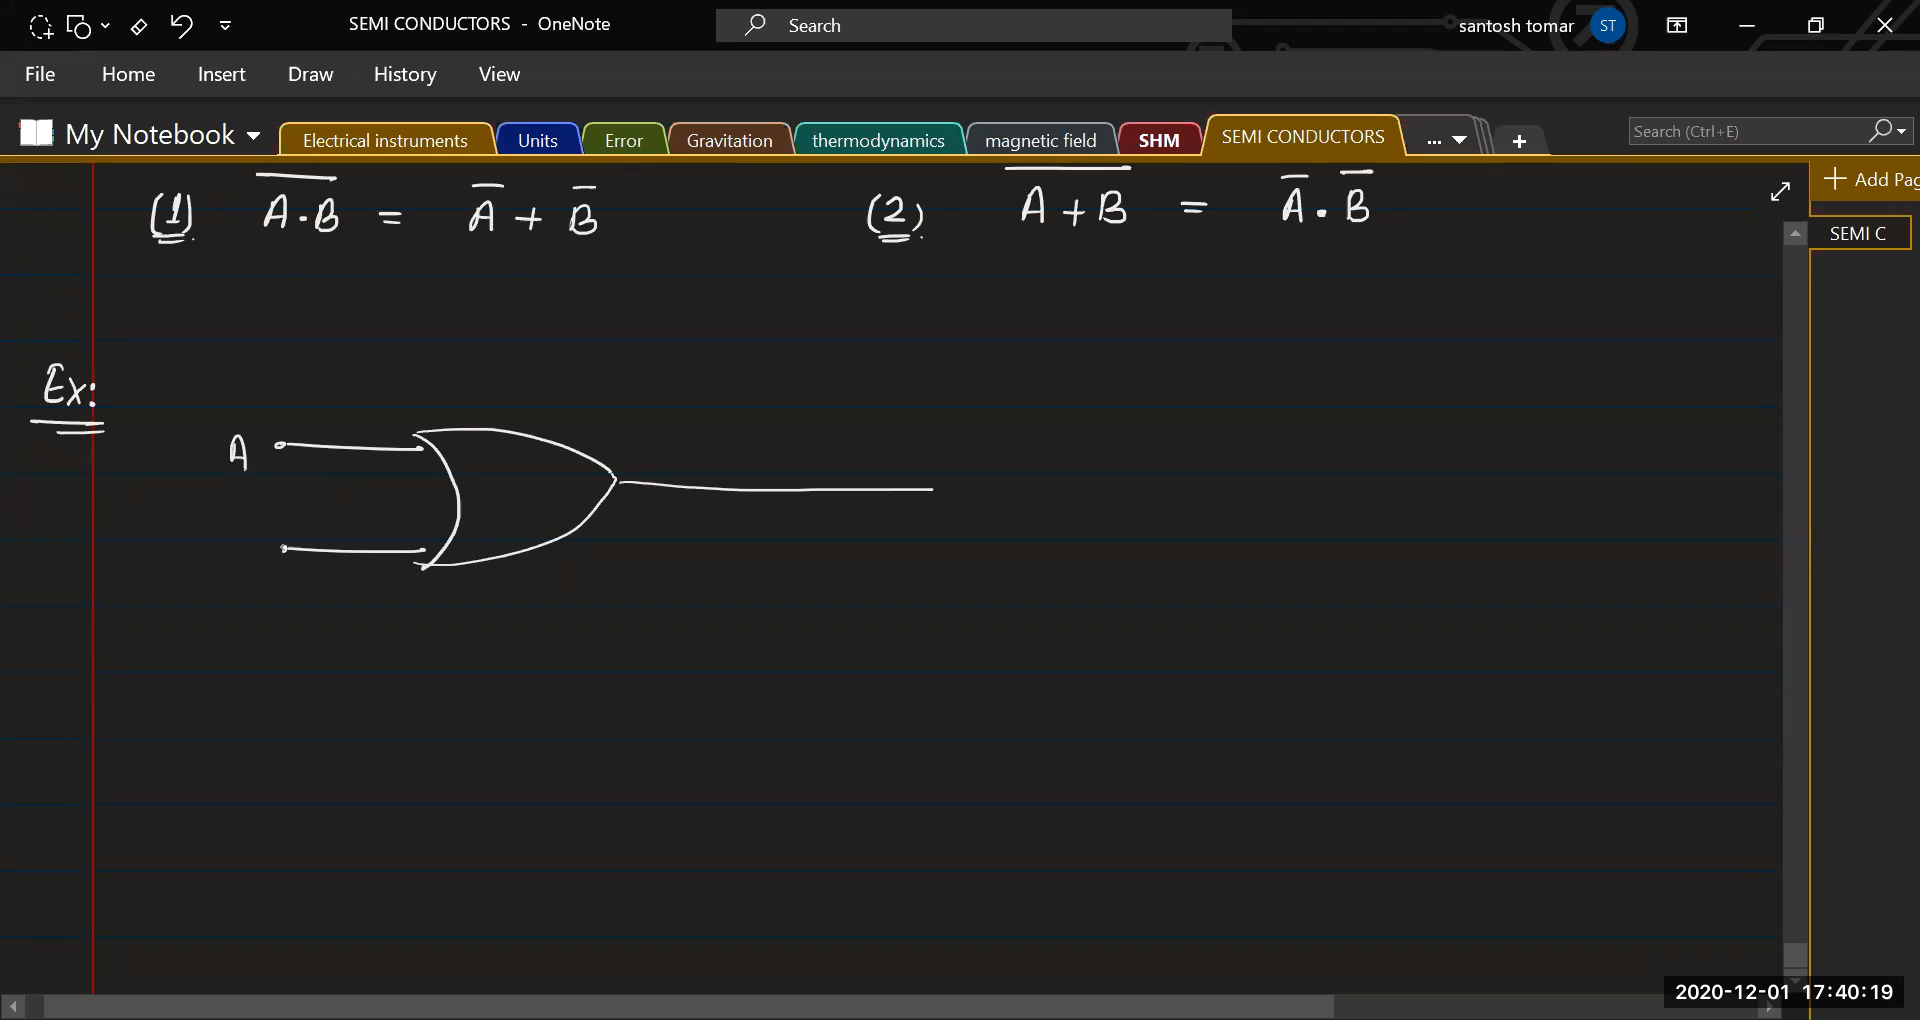 SEMI CONDUCTORS - OneNote
Search
santosh tomar ST
File Home Insert Draw History View
My Notebook Electrical instruments Units Error Gravitation thermodynamics magnetic field SHM SEMI CONDUCTORS ... + Search (Ctrl+E)
+ Add Pag
SEMI C
(1) A̅·̅B̅ = A̅ + B̅ (2) A̅+̅B̅ = A̅ · B̅
Ex:
A
2020-12-01 17:40:19